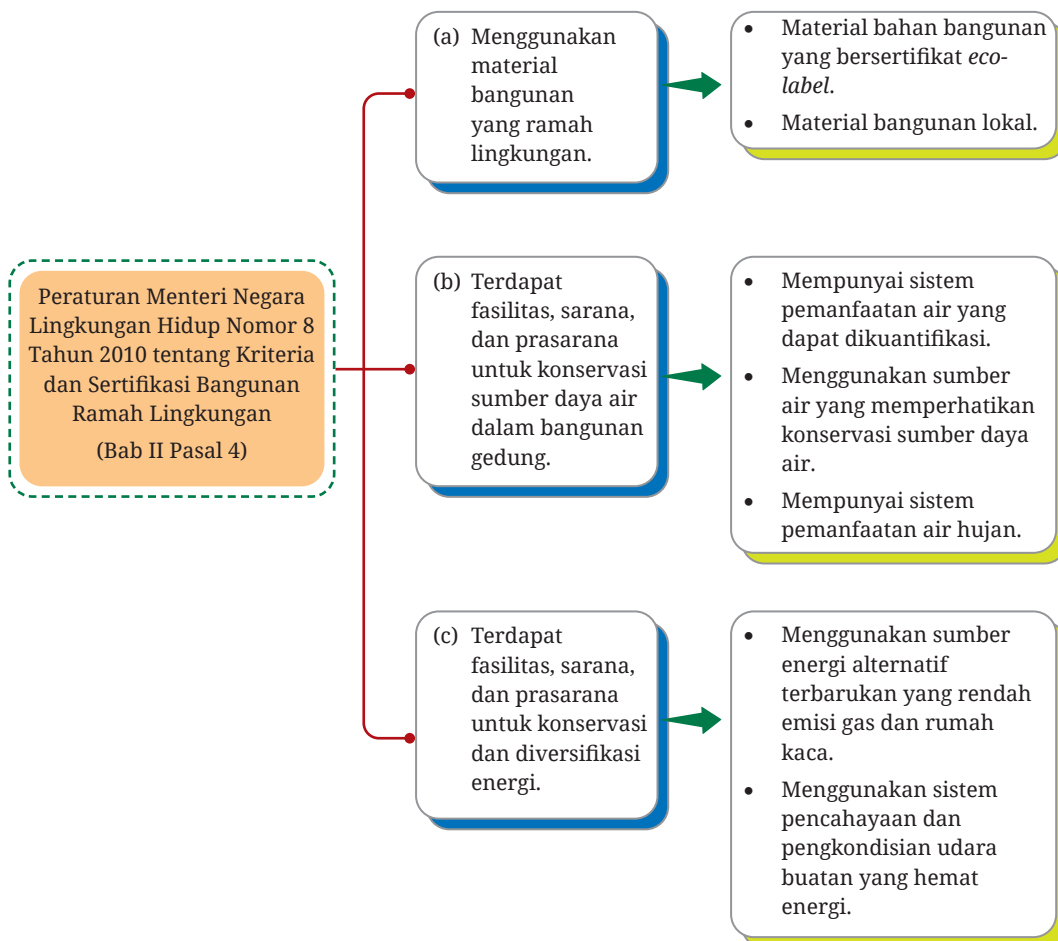 Peraturan Menteri Negara
Lingkungan Hidup Nomor 8
Tahun 2010 tentang Kriteria
dan Sertifikasi Bangunan
Ramah Lingkungan
(Bab II Pasal 4)
(a) Menggunakan
material
bangunan
yang ramah
lingkungan.
• Material bahan bangunan
yang bersertifikat eco-
label.
• Material bangunan lokal.
(b) Terdapat
fasilitas, sarana,
dan prasarana
untuk konservasi
sumber daya air
dalam bangunan
gedung.
• Mempunyai sistem
pemanfaatan air yang
dapat dikuantifikasi.
• Menggunakan sumber
air yang memperhatikan
konservasi sumber daya
air.
• Mempunyai sistem
pemanfaatan air hujan.
(c) Terdapat
fasilitas, sarana,
dan prasarana
untuk konservasi
dan diversifikasi
energi.
• Menggunakan sumber
energi alternatif
terbarukan yang rendah
emisi gas dan rumah
kaca.
• Menggunakan sistem
pencahayaan dan
pengkondisian udara
buatan yang hemat
energi.